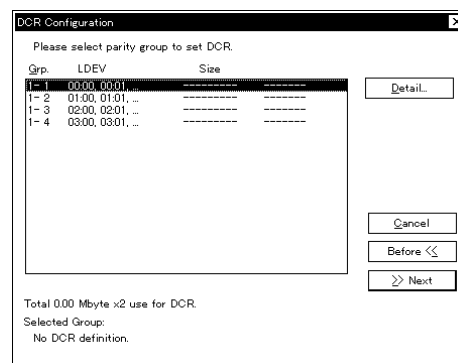 DCR Configuration
Please select parity group to set DCR.
Grp. LDEV Size
1- 1 00:00, 00:01, ... --------- -------
1- 2 01:00, 01:01, ... --------- -------
1- 3 02:00, 02:01, ... --------- -------
1- 4 03:00, 03:01, ... --------- -------
Detail...
Cancel
Before <<
>> Next
Total 0.00 Mbyte x2 use for DCR.
Selected Group:
No DCR definition.